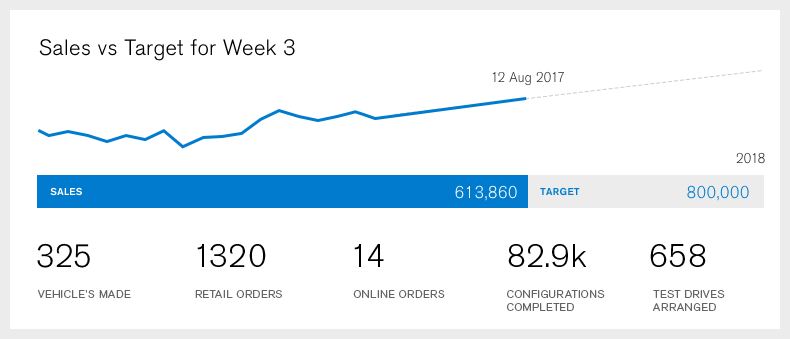 Sales vs Target for Week 3
12 Aug 2017
2018
SALES 613,860 TARGET 800,000
325 1320 14 82.9k 658
VEHICLE'S MADE RETAIL ORDERS ONLINE ORDERS CONFIGURATIONS TEST DRIVES
COMPLETED ARRANGED